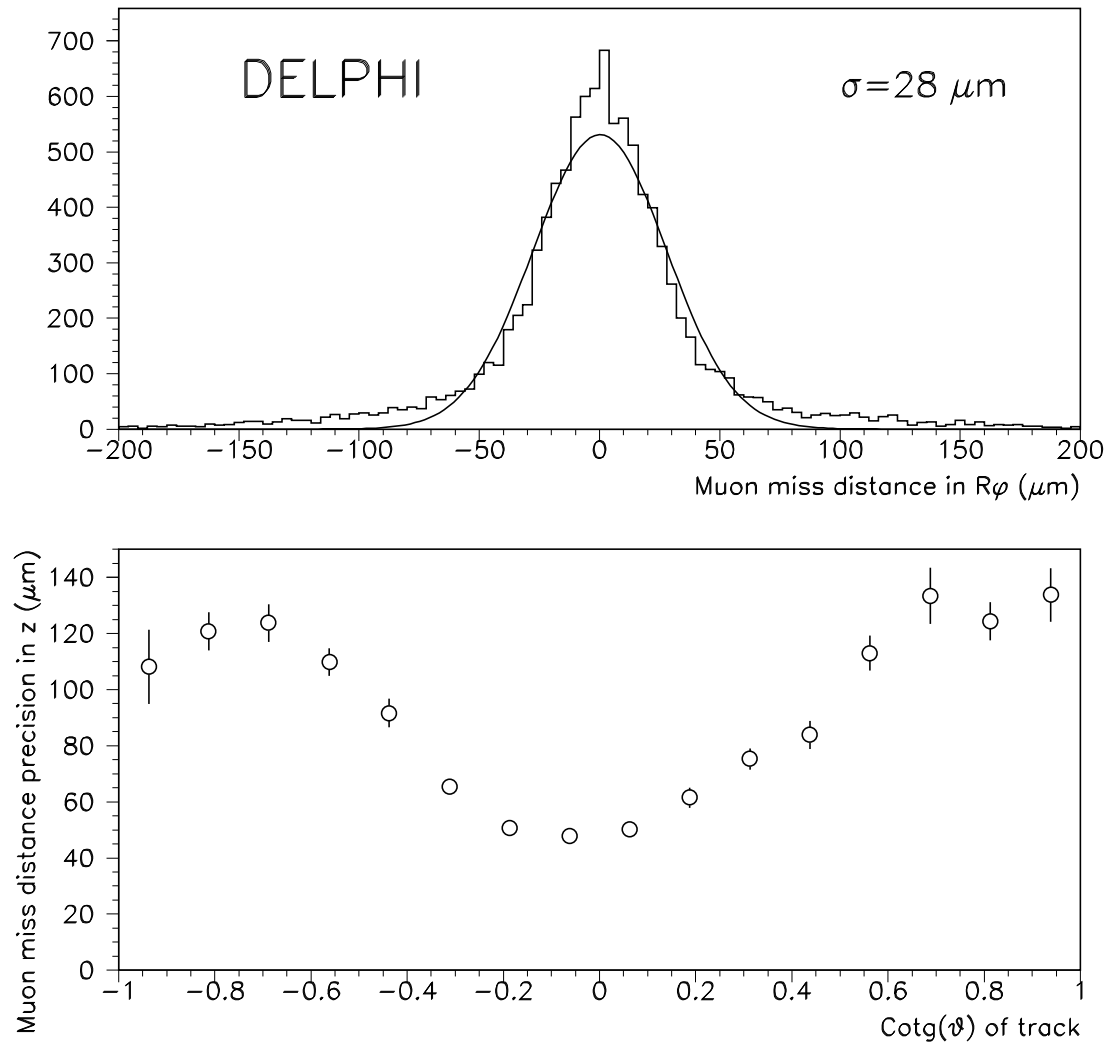 700
600
500
400
300
200
100
0
DELPHI
σ=28 μm
−200 −150 −100 −50 0 50 100 150 200
Muon miss distance in Rφ (μm)
Muon miss distance precision in z (μm)
140
120
100
80
60
40
20
0
−1 −0.8 −0.6 −0.4 −0.2 0 0.2 0.4 0.6 0.8 1
Cotg(ϑ) of track